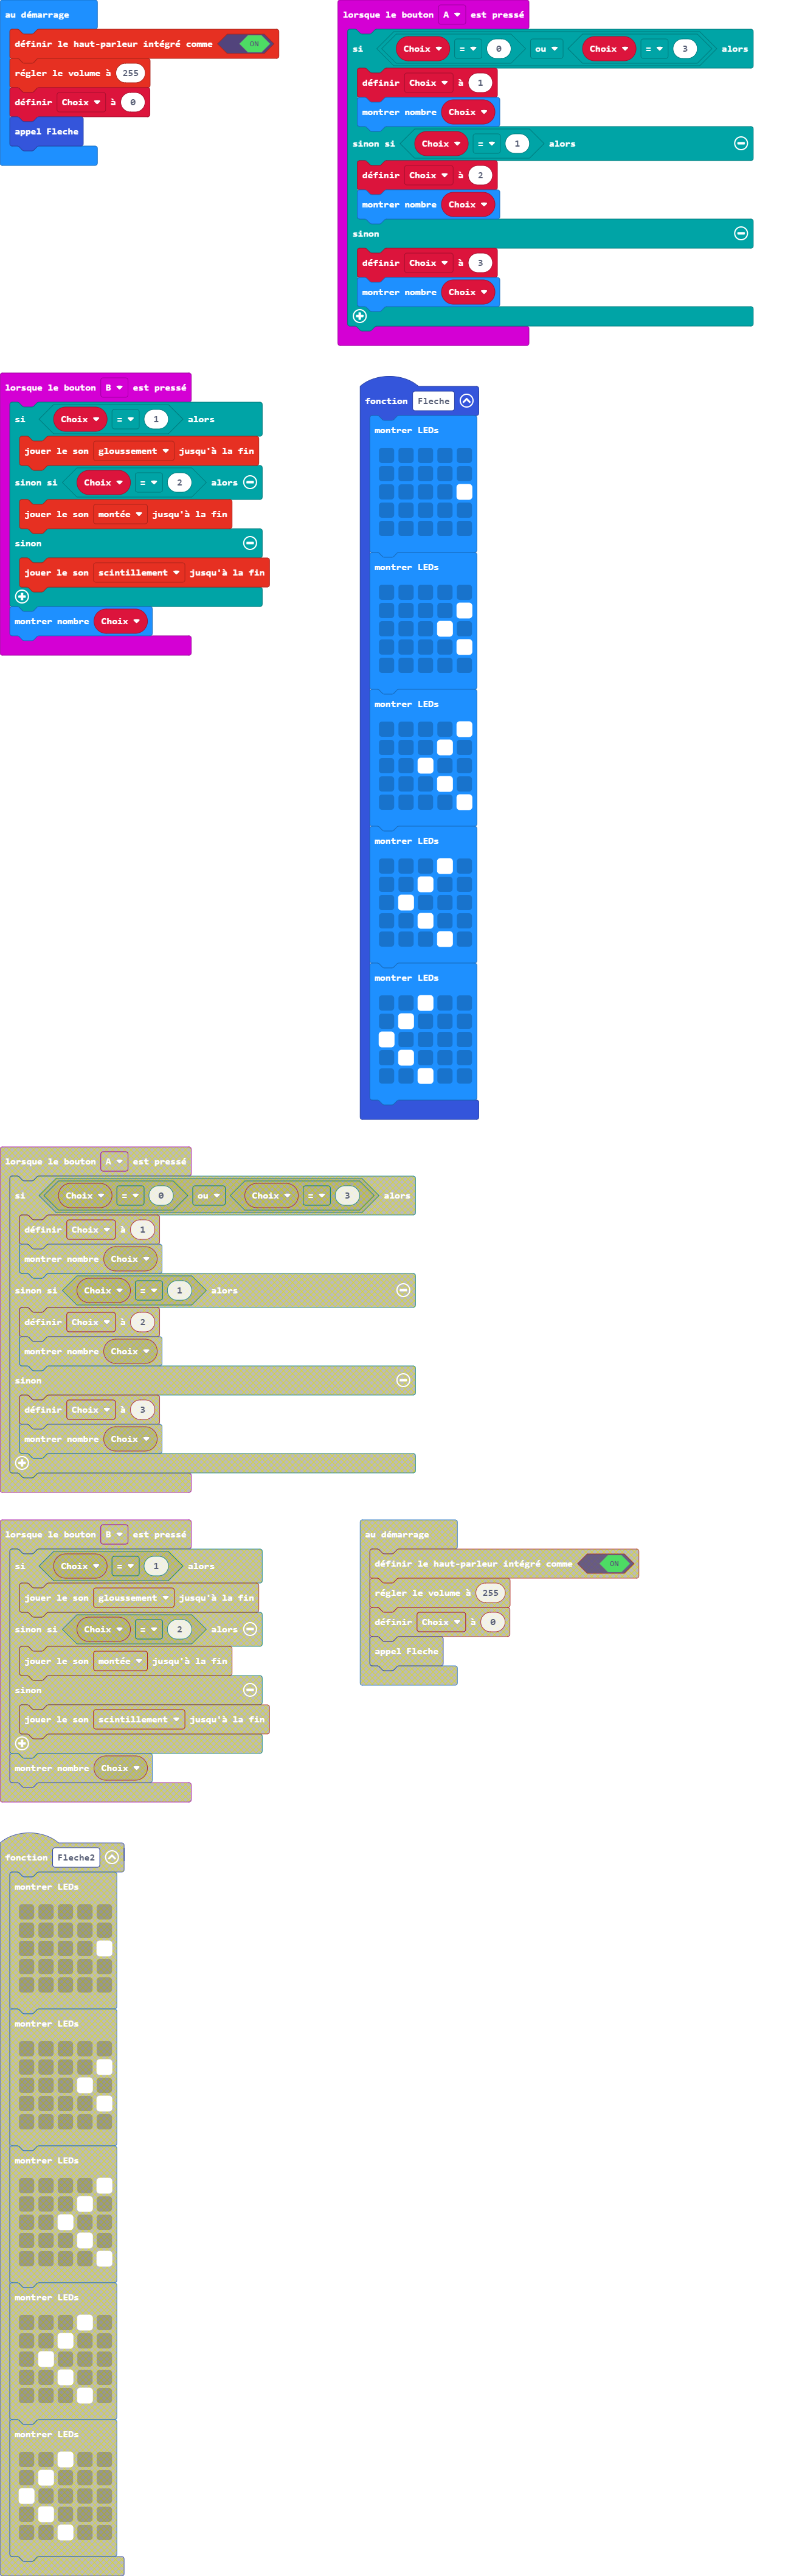 au démarrage
définir le haut-parleur intégré comme ON
régler le volume à 255
définir Choix à 0
appel Fleche
lorsque le bouton A est pressé
si Choix = 0 ou Choix = 3 alors
définir Choix à 1
montrer nombre Choix
sinon si Choix = 1 alors
définir Choix à 2
montrer nombre Choix
sinon
définir Choix à 3
montrer nombre Choix
lorsque le bouton B est pressé
si Choix = 1 alors
jouer le son gloussement jusqu'à la fin
sinon si Choix = 2 alors
jouer le son montée jusqu'à la fin
sinon
jouer le son scintillement jusqu'à la fin
montrer nombre Choix
fonction Fleche
montrer LEDs
montrer LEDs
montrer LEDs
montrer LEDs
montrer LEDs
lorsque le bouton A est pressé
si Choix = 0 ou Choix = 3 alors
définir Choix à 1
montrer nombre Choix
sinon si Choix = 1 alors
définir Choix à 2
montrer nombre Choix
sinon
définir Choix à 3
montrer nombre Choix
lorsque le bouton B est pressé
si Choix = 1 alors
jouer le son gloussement jusqu'à la fin
sinon si Choix = 2 alors
jouer le son montée jusqu'à la fin
sinon
jouer le son scintillement jusqu'à la fin
montrer nombre Choix
au démarrage
définir le haut-parleur intégré comme ON
régler le volume à 255
définir Choix à 0
appel Fleche
fonction Fleche2
montrer LEDs
montrer LEDs
montrer LEDs
montrer LEDs
montrer LEDs